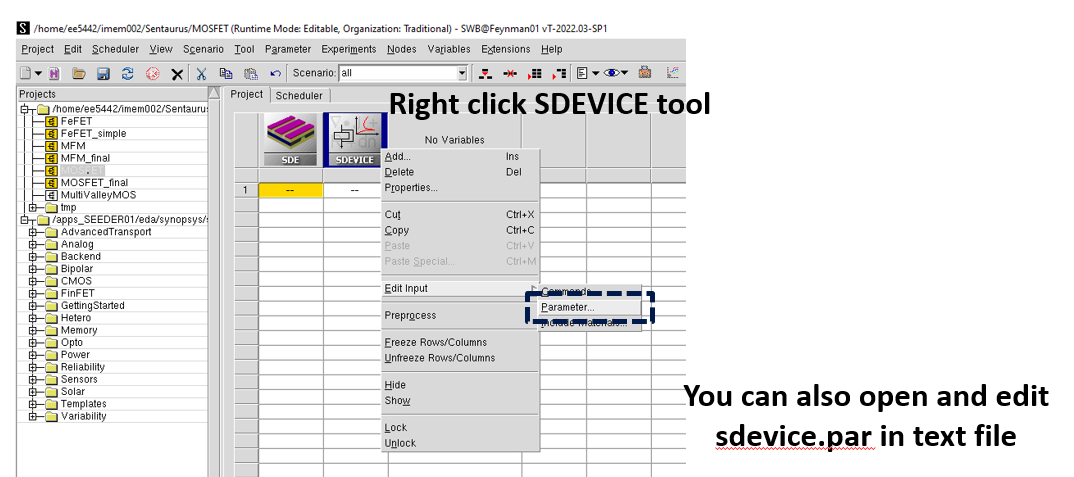 /home/ee5442/imem002/Sentaurus/MOSFET (Runtime Mode: Editable, Organization: Traditional) - SWB@Feynman01 vT-2022.03-SP1
Project Edit Scheduler View Scenario Tool Parameter Experiments Nodes Variables Extensions Help
Scenario: all
Projects
/home/ee5442/imem002/Sentauru
FeFET
FeFET_simple
MFM
MFM_final
MOSFET_final
MultiValleyMOS
tmp
/apps_SEEDER01/eda/synopsys/s
AdvancedTransport
Analog
Backend
Bipolar
CMOS
FinFET
GettingStarted
Hetero
Memory
Opto
Power
Reliability
Sensors
Solar
Templates
Variability
Project Scheduler
Right click SDEVICE tool
SDE SDEVICE No Variables
1 -- --
Add... Ins
Delete Del
Properties...
Cut Ctrl+X
Copy Ctrl+C
Paste Ctrl+V
Paste Special... Ctrl+M
Edit Input
Commands...
Parameter...
Include Materials...
Preprocess
Freeze Rows/Columns
Unfreeze Rows/Columns
Hide
Show
Lock
Unlock
You can also open and edit
sdevice.par in text file